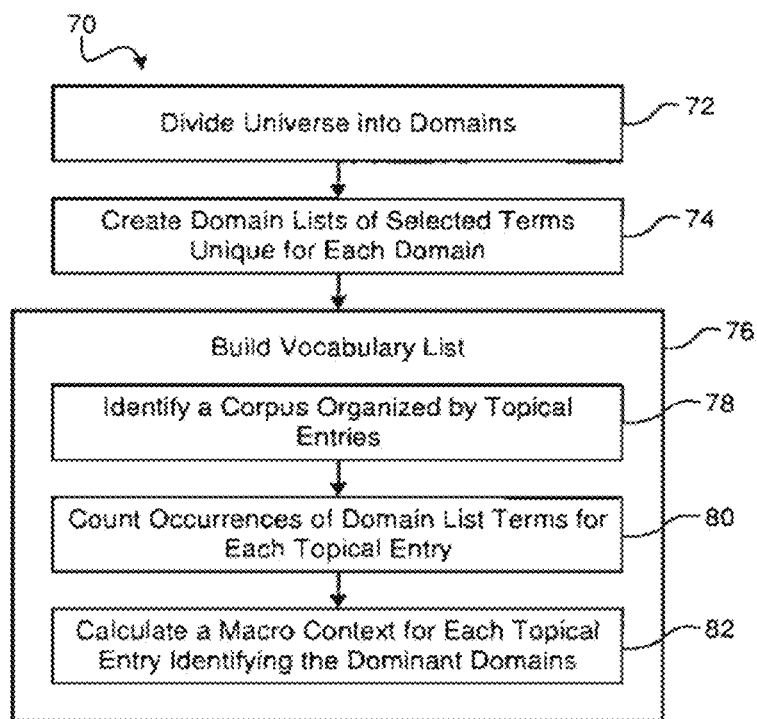 70
Divide Universe into Domains
72
Create Domain Lists of Selected Terms
Unique for Each Domain
74
Build Vocabulary List
76
Identify a Corpus Organized by Topical
Entries
78
Count Occurrences of Domain List Terms for
Each Topical Entry
80
Calculate a Macro Context for Each Topical
Entry Identifying the Dominant Domains
82